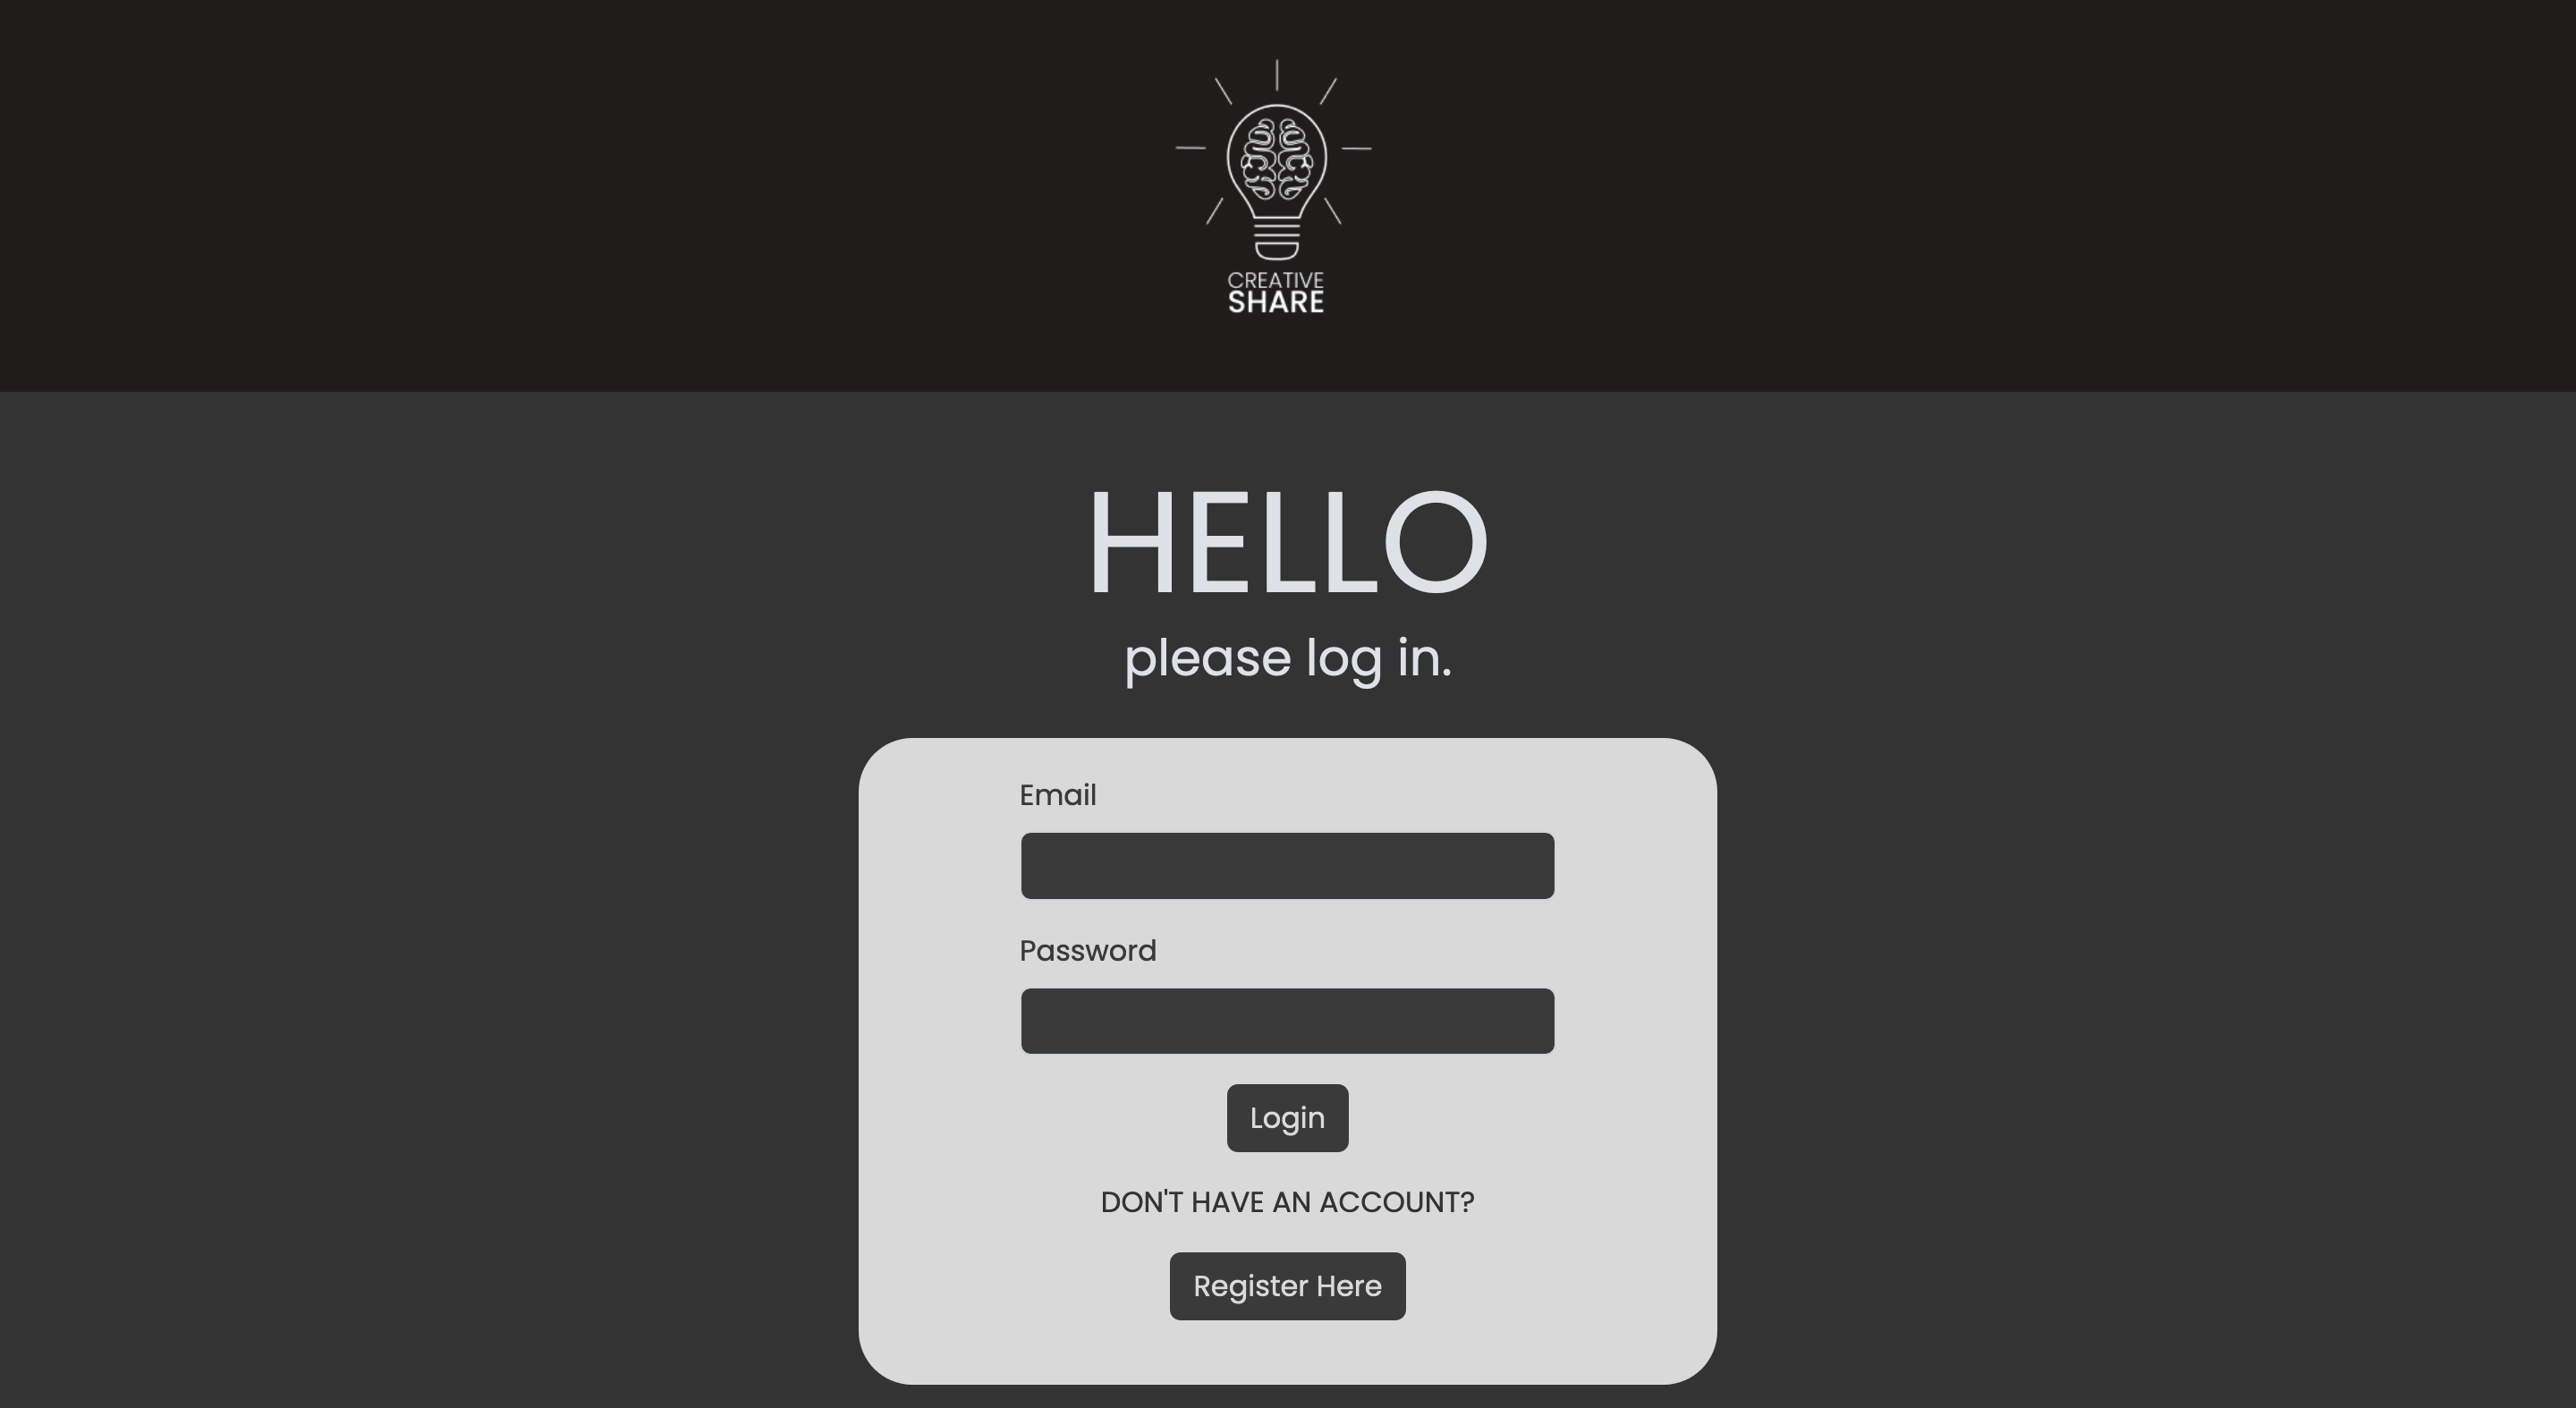 CREATIVE
SHARE
HELLO
please log in.
Email
Password
Login
DON'T HAVE AN ACCOUNT?
Register Here